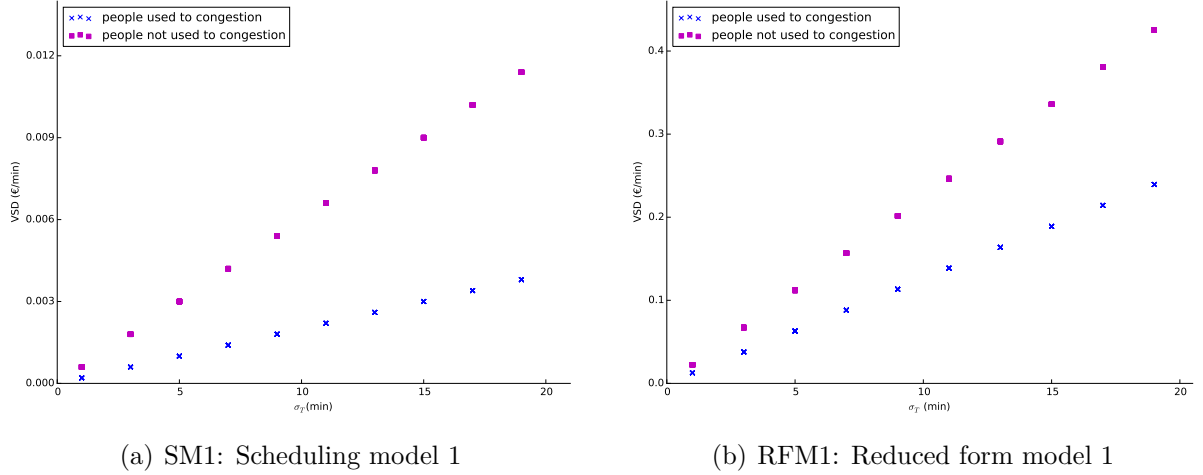 people used to congestion
people not used to congestion
0.012
0.009
0.006
0.003
0.000
VSD (€/min)
0
5
10
15
20
σT (min)
(a) SM1: Scheduling model 1
people used to congestion
people not used to congestion
0.4
0.3
0.2
0.1
0.0
VSD (€/min)
0
5
10
15
20
σT (min)
(b) RFM1: Reduced form model 1